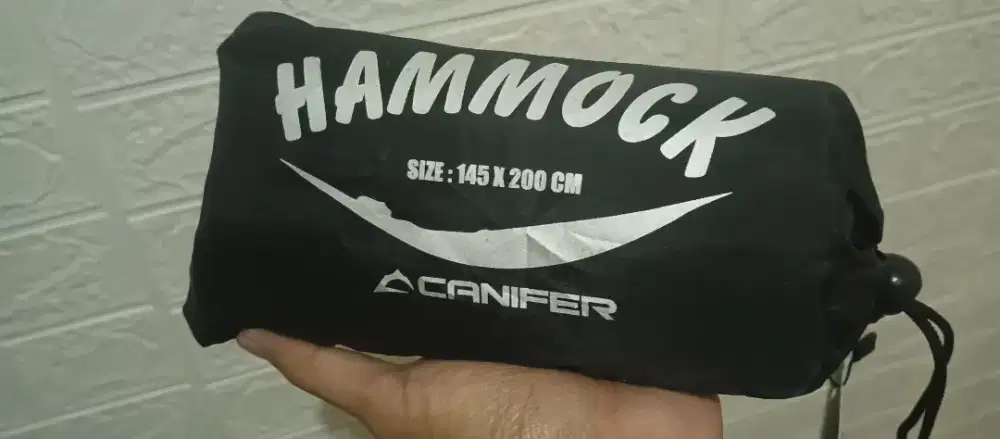 HAMMOCK
SIZE : 145 X 200 CM
CANIFER